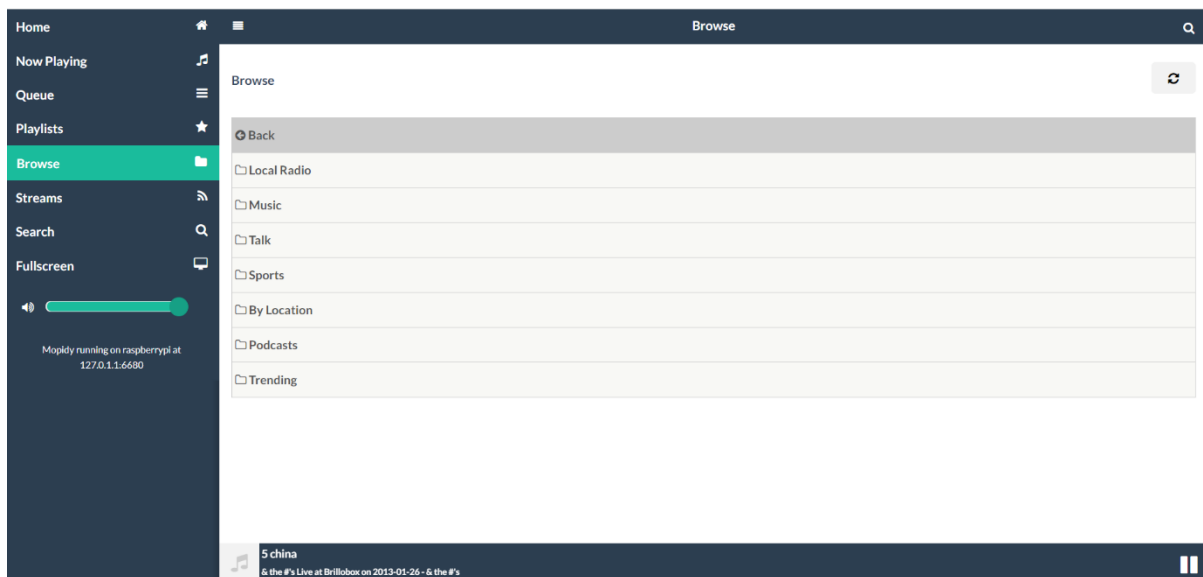 Home
Now Playing
Queue
Playlists
Browse
Streams
Search
Fullscreen
Mopidy running on raspberrypi at
127.0.1.1:6680
Browse
Browse
Back
Local Radio
Music
Talk
Sports
By Location
Podcasts
Trending
5 china
& the #'s Live at Brillobox on 2013-01-26 - & the #'s